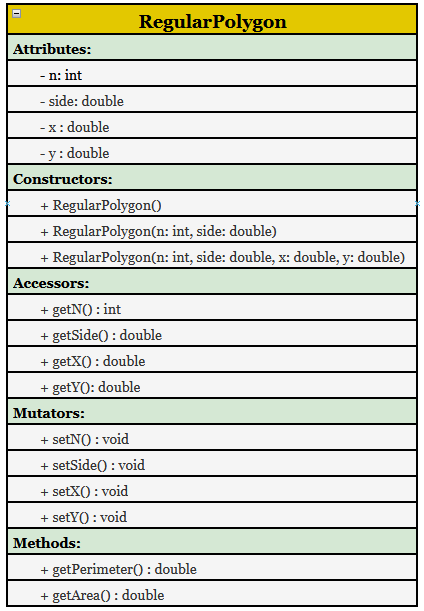 RegularPolygon
Attributes:
- n: int
- side: double
- x : double
- y : double
Constructors:
+ RegularPolygon()
+ RegularPolygon(n: int, side: double)
+ RegularPolygon(n: int, side: double, x: double, y: double)
Accessors:
+ getN() : int
+ getSide() : double
+ getX() : double
+ getY(): double
Mutators:
+ setN() : void
+ setSide() : void
+ setX() : void
+ setY() : void
Methods:
+ getPerimeter() : double
+ getArea() : double